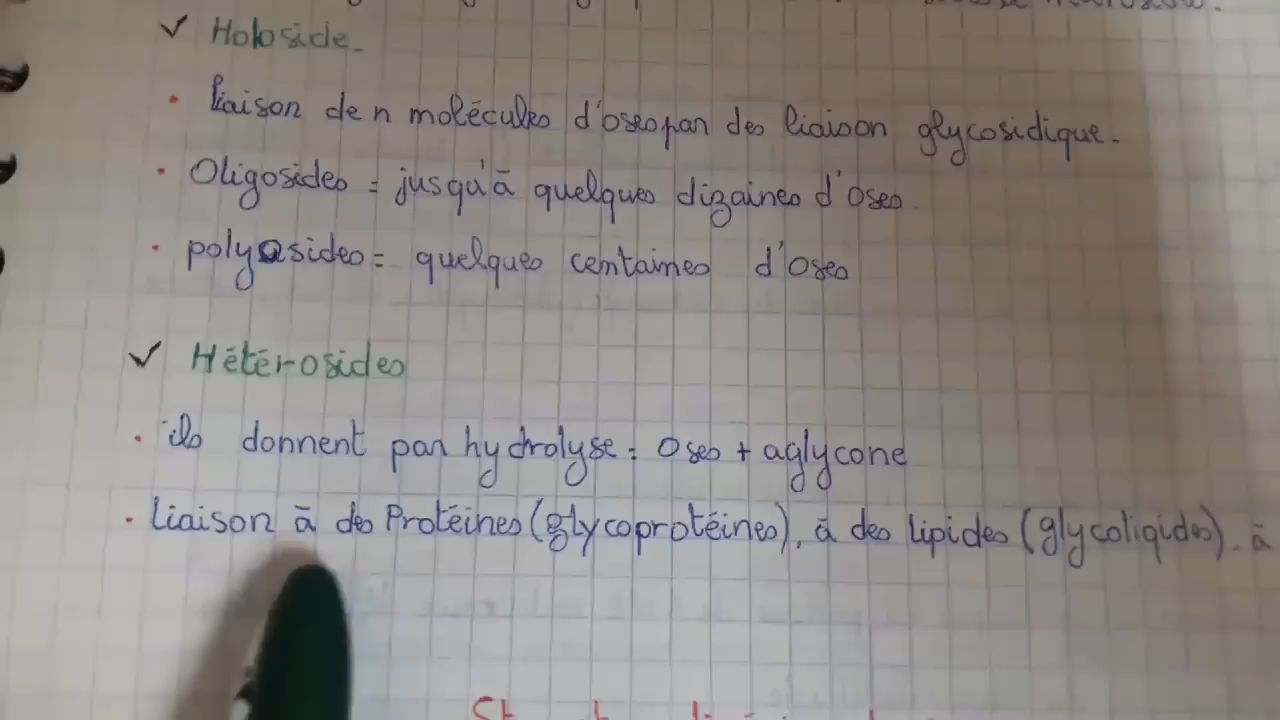 ✓ Holoside.
• liaison de n molécules d'oses par des liaison glycosidique.
• Oligosides = jusqu'à quelques dizaines d'oses.
• polyosides = quelques centaines d'oses
✓ Hétérosides
• ils donnent par hydrolyse : Oses + aglycone
• Liaison à des Protéines (glycoprotéines), à des lipides (glycoligides). à